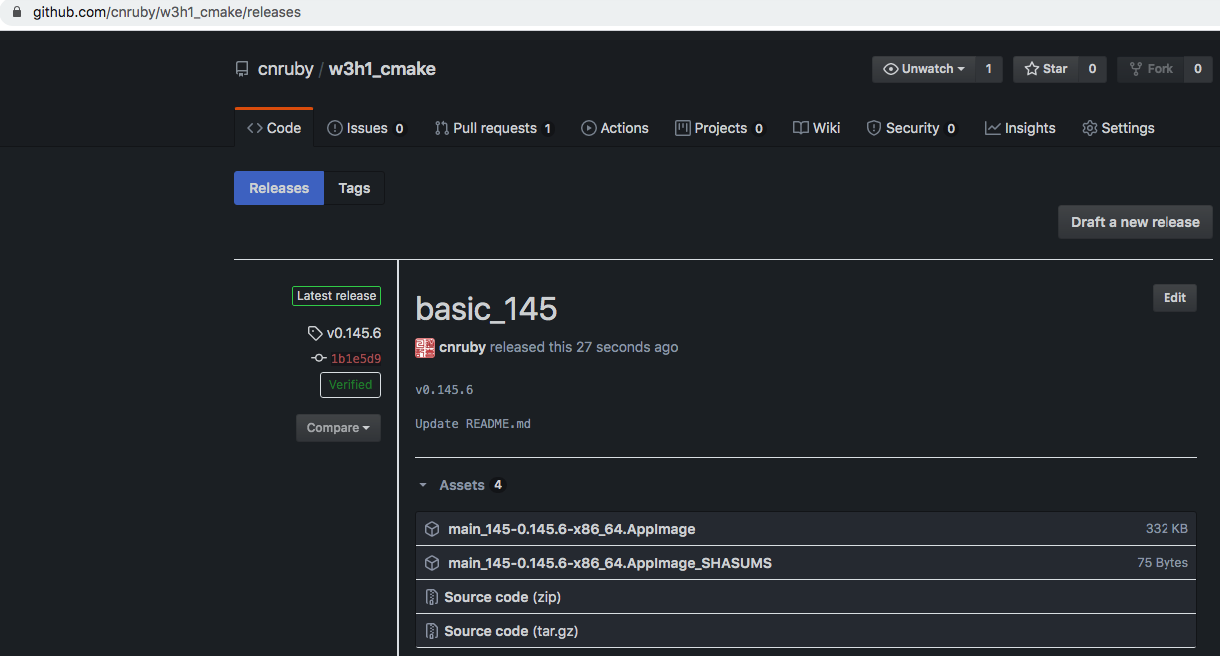 github.com/cnruby/w3h1_cmake/releases
cnruby / w3h1_cmake
Unwatch 1 Star 0 Fork 0
Code Issues 0 Pull requests 1 Actions Projects 0 Wiki Security 0 Insights Settings
Releases Tags
Draft a new release
Latest release
v0.145.6
1b1e5d9
Verified
Compare
basic_145
Edit
cnruby released this 27 seconds ago
v0.145.6
Update README.md
Assets 4
main_145-0.145.6-x86_64.AppImage 332 KB
main_145-0.145.6-x86_64.AppImage_SHASUMS 75 Bytes
Source code (zip)
Source code (tar.gz)